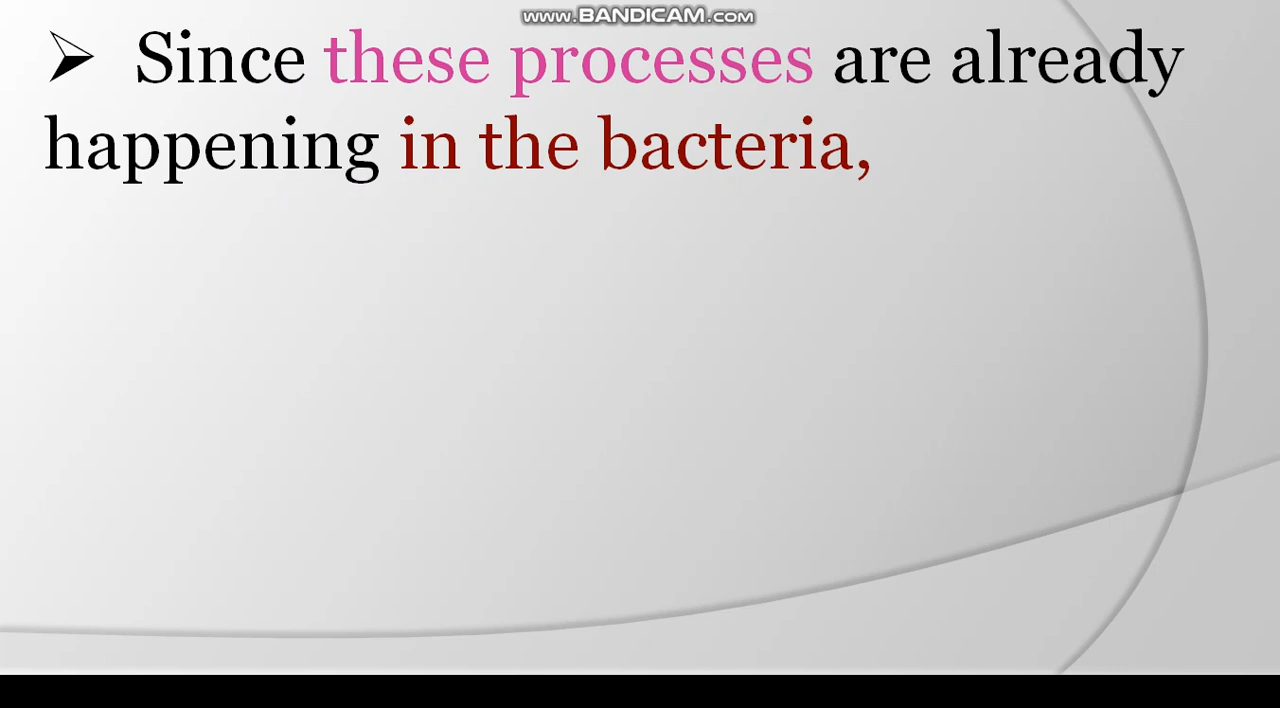 www.BANDICAM.com
➢ Since these processes are already
happening in the bacteria,